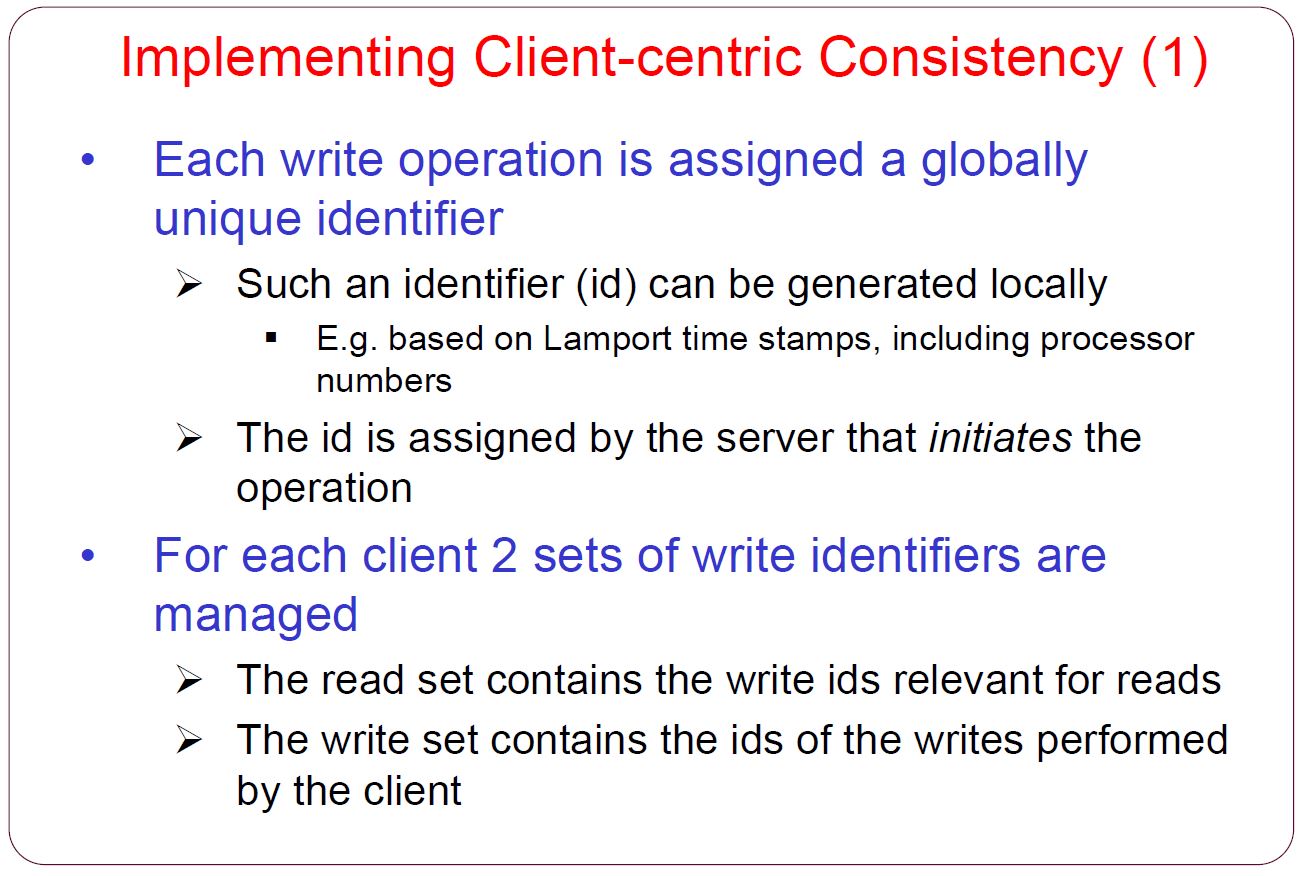 Implementing Client-centric Consistency (1)
• Each write operation is assigned a globally
unique identifier
➢ Such an identifier (id) can be generated locally
▪ E.g. based on Lamport time stamps, including processor
numbers
➢ The id is assigned by the server that initiates the
operation
• For each client 2 sets of write identifiers are
managed
➢ The read set contains the write ids relevant for reads
➢ The write set contains the ids of the writes performed
by the client